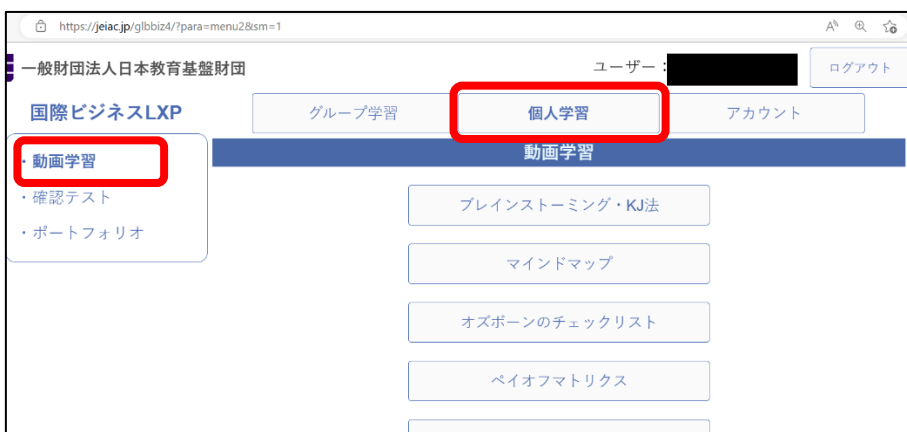 https://jeiac.jp/glbbiz4/?para=menu2&sm=1
一般財団法人日本教育基盤財団
ユーザー：
ログアウト
国際ビジネスLXP
グループ学習
個人学習
アカウント
・動画学習
・確認テスト
・ポートフォリオ
動画学習
ブレインストーミング・KJ法
マインドマップ
オズボーンのチェックリスト
ペイオフマトリクス